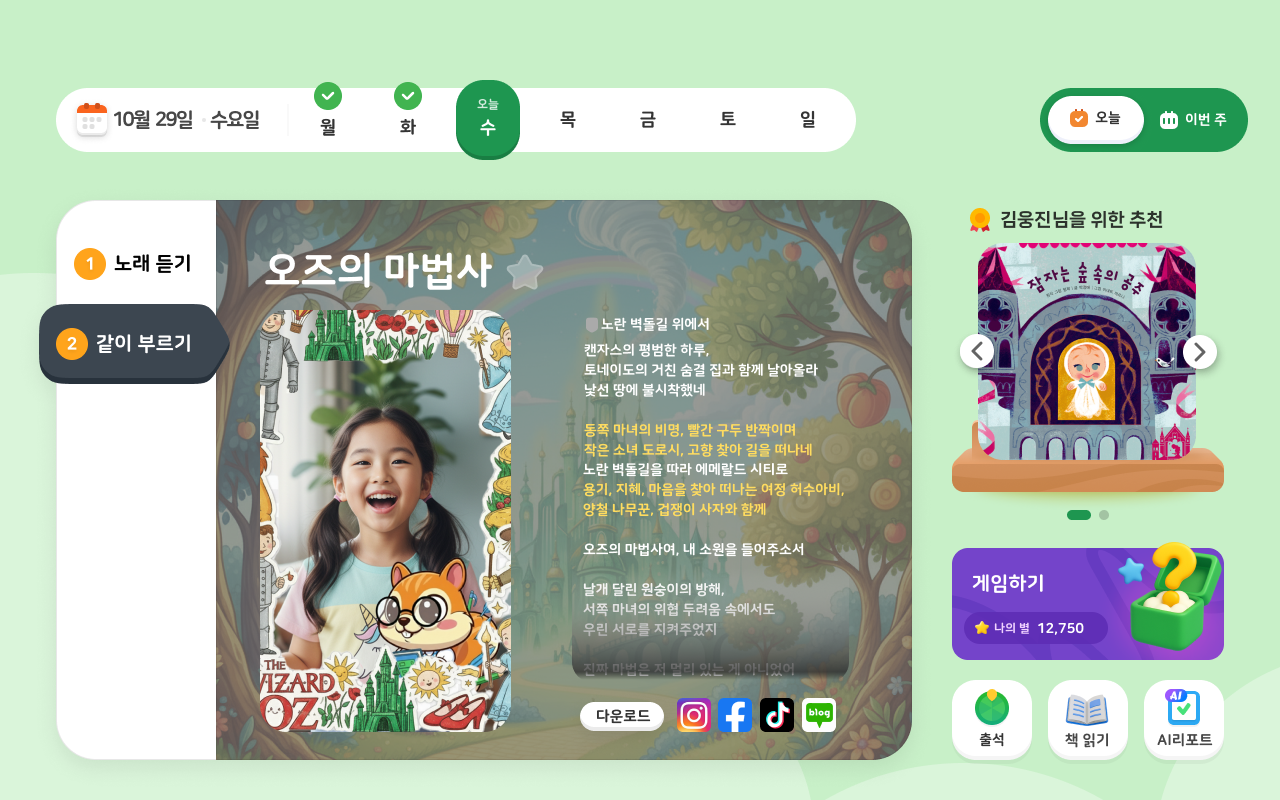 10월 29일 • 수요일
월
화
오늘
수
목
금
토
일
오늘
이번 주
1 노래 듣기
2 같이 부르기
오즈의 마법사
노란 벽돌길 위에서
캔자스의 평범한 하루,
토네이도의 거친 숨결 집과 함께 날아올라
낯선 땅에 불시착했네
동쪽 마녀의 비명, 빨간 구두 반짝이며
작은 소녀 도로시, 고향 찾아 길을 떠나네
노란 벽돌길을 따라 에메랄드 시티로
용기, 지혜, 마음을 찾아 떠나는 여정 허수아비,
양철 나무꾼, 겁쟁이 사자와 함께
오즈의 마법사여, 내 소원을 들어주소서
날개 달린 원숭이의 방해,
서쪽 마녀의 위협 두려움 속에서도
우린 서로를 지켜주었지
진짜 마법은 저 멀리 있는 게 아니었어
THE
WIZARD
OZ
다운로드
blog
김웅진님을 위한 추천
잠자는 숲속의 공주
게임하기
나의 별 12,750
출석
책 읽기
AI
AI리포트